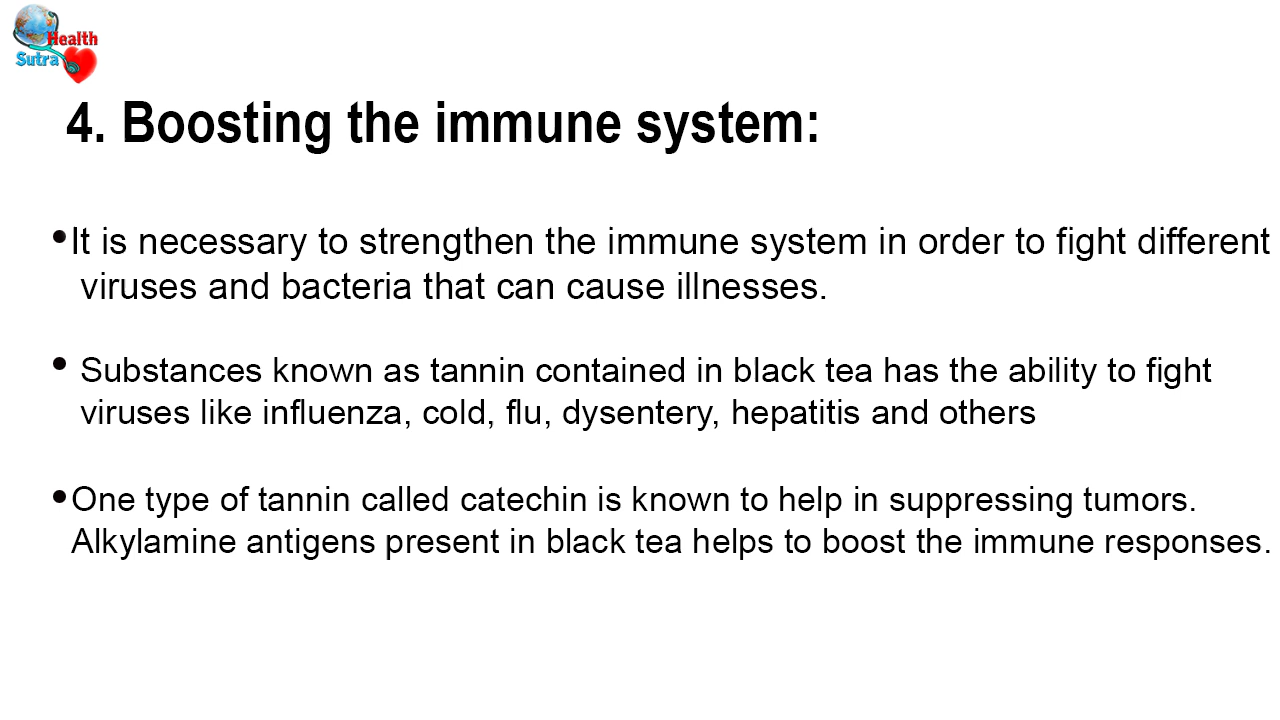 Health
Sutra
4. Boosting the immune system:
•It is necessary to strengthen the immune system in order to fight different
viruses and bacteria that can cause illnesses.
• Substances known as tannin contained in black tea has the ability to fight
viruses like influenza, cold, flu, dysentery, hepatitis and others
•One type of tannin called catechin is known to help in suppressing tumors.
Alkylamine antigens present in black tea helps to boost the immune responses.